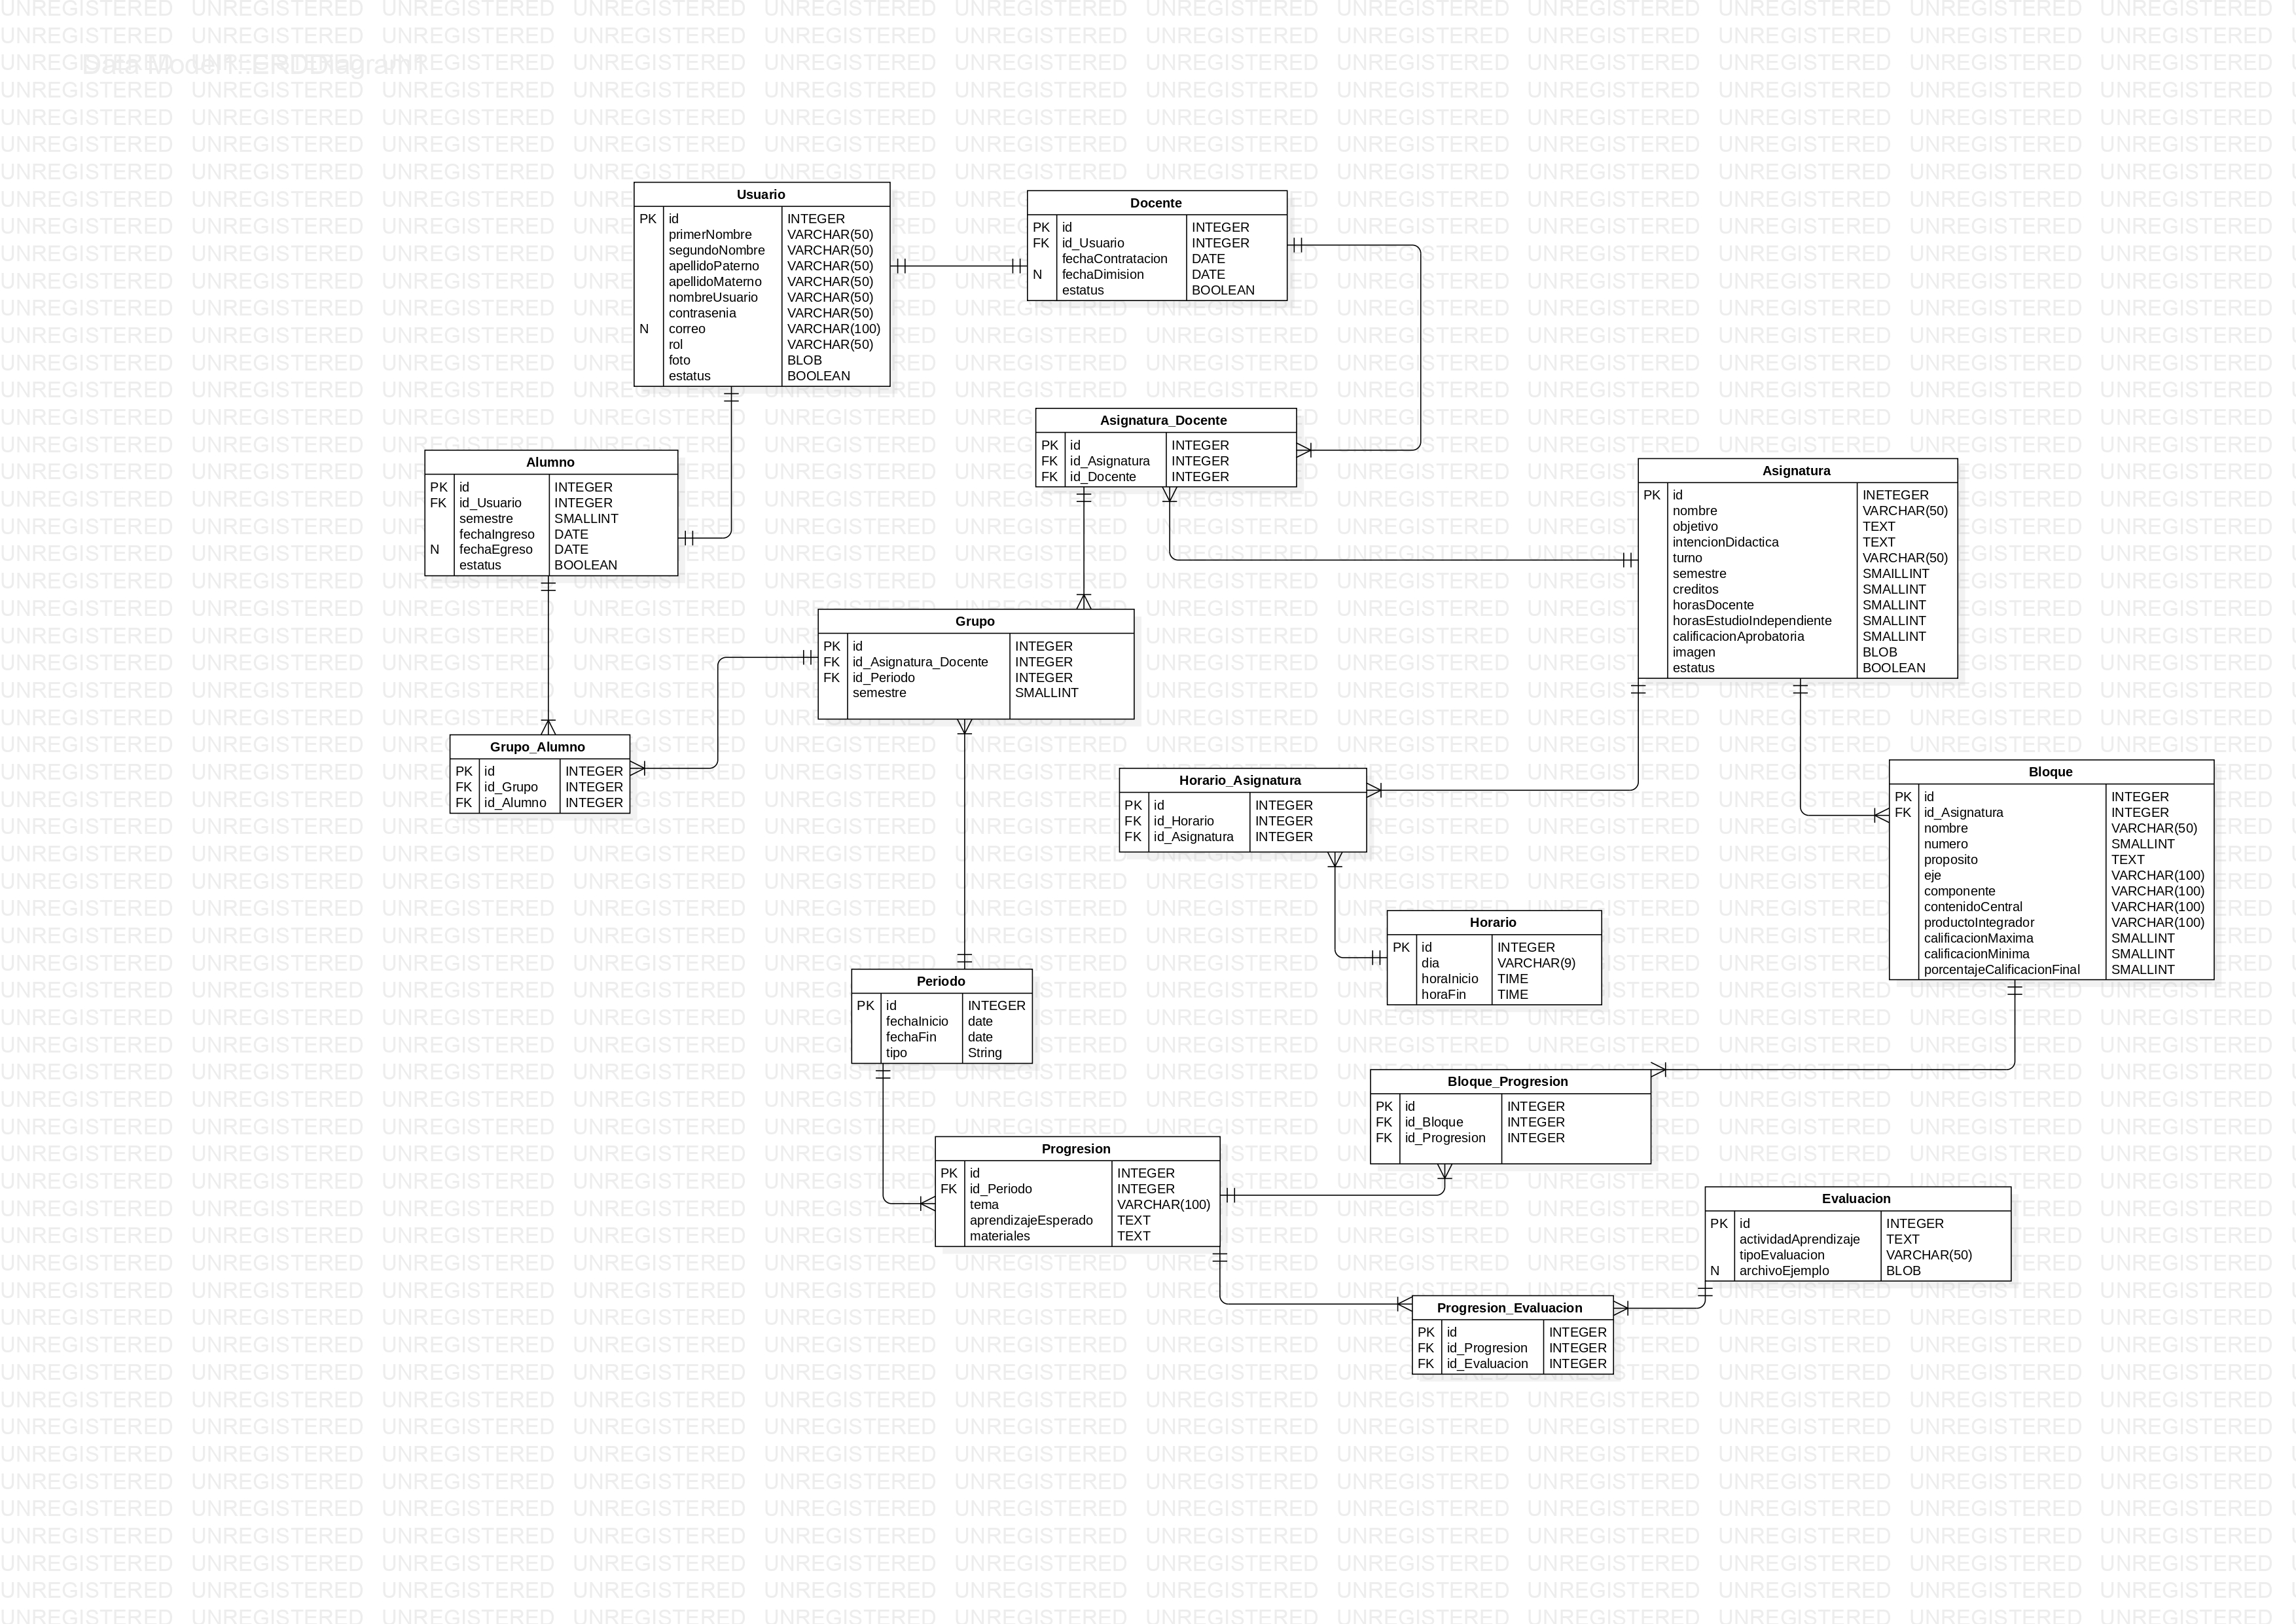 Data Model1::ERDDiagram1
Usuario
PK id INTEGER
primerNombre VARCHAR(50)
segundoNombre VARCHAR(50)
apellidoPaterno VARCHAR(50)
apellidoMaterno VARCHAR(50)
nombreUsuario VARCHAR(50)
contrasenia VARCHAR(50)
N correo VARCHAR(100)
rol VARCHAR(50)
foto BLOB
estatus BOOLEAN
Docente
PK id INTEGER
FK id_Usuario INTEGER
fechaContratacion DATE
N fechaDimision DATE
estatus BOOLEAN
Asignatura_Docente
PK id INTEGER
FK id_Asignatura INTEGER
FK id_Docente INTEGER
Alumno
PK id INTEGER
FK id_Usuario INTEGER
semestre SMALLINT
fechaIngreso DATE
N fechaEgreso DATE
estatus BOOLEAN
Asignatura
PK id INETEGER
nombre VARCHAR(50)
objetivo TEXT
intencionDidactica TEXT
turno VARCHAR(50)
semestre SMAILLINT
creditos SMALLINT
horasDocente SMALLINT
horasEstudioIndependiente SMALLINT
calificacionAprobatoria SMALLINT
imagen BLOB
estatus BOOLEAN
Grupo
PK id INTEGER
FK id_Asignatura_Docente INTEGER
FK id_Periodo INTEGER
semestre SMALLINT
Grupo_Alumno
PK id INTEGER
FK id_Grupo INTEGER
FK id_Alumno INTEGER
Horario_Asignatura
PK id INTEGER
FK id_Horario INTEGER
FK id_Asignatura INTEGER
Bloque
PK id INTEGER
FK id_Asignatura INTEGER
nombre VARCHAR(50)
numero SMALLINT
proposito TEXT
eje VARCHAR(100)
componente VARCHAR(100)
contenidoCentral VARCHAR(100)
productoIntegrador VARCHAR(100)
calificacionMaxima SMALLINT
calificacionMinima SMALLINT
porcentajeCalificacionFinal SMALLINT
Horario
PK id INTEGER
dia VARCHAR(9)
horaInicio TIME
horaFin TIME
Periodo
PK id INTEGER
fechaInicio date
fechaFin date
tipo String
Bloque_Progresion
PK id INTEGER
FK id_Bloque INTEGER
FK id_Progresion INTEGER
Progresion
PK id INTEGER
FK id_Periodo INTEGER
tema VARCHAR(100)
aprendizajeEsperado TEXT
materiales TEXT
Evaluacion
PK id INTEGER
actividadAprendizaje TEXT
tipoEvaluacion VARCHAR(50)
N archivoEjemplo BLOB
Progresion_Evaluacion
PK id INTEGER
FK id_Progresion INTEGER
FK id_Evaluacion INTEGER
UNREGISTERED